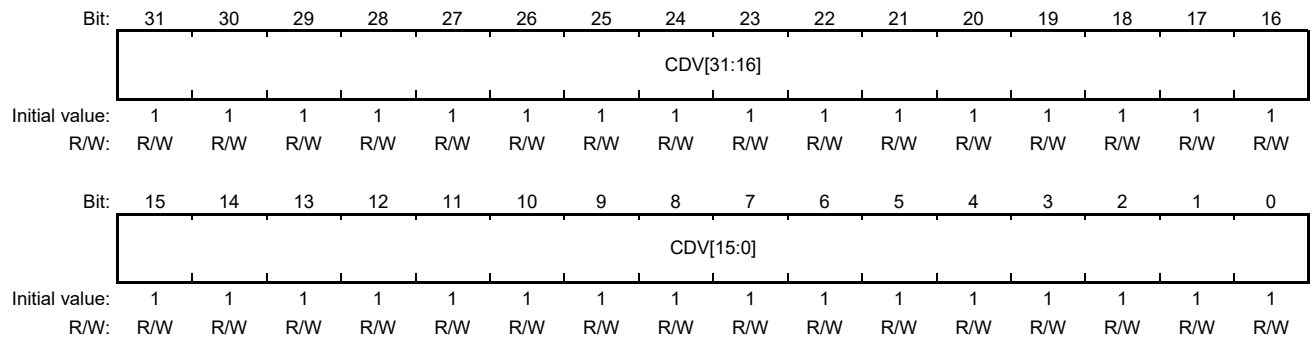 Bit: 31 30 29 28 27 26 25 24 23 22 21 20 19 18 17 16
CDV[31:16]
Initial value: 1 1 1 1 1 1 1 1 1 1 1 1 1 1 1 1
R/W: R/W R/W R/W R/W R/W R/W R/W R/W R/W R/W R/W R/W R/W R/W R/W R/W
Bit: 15 14 13 12 11 10 9 8 7 6 5 4 3 2 1 0
CDV[15:0]
Initial value: 1 1 1 1 1 1 1 1 1 1 1 1 1 1 1 1
R/W: R/W R/W R/W R/W R/W R/W R/W R/W R/W R/W R/W R/W R/W R/W R/W R/W